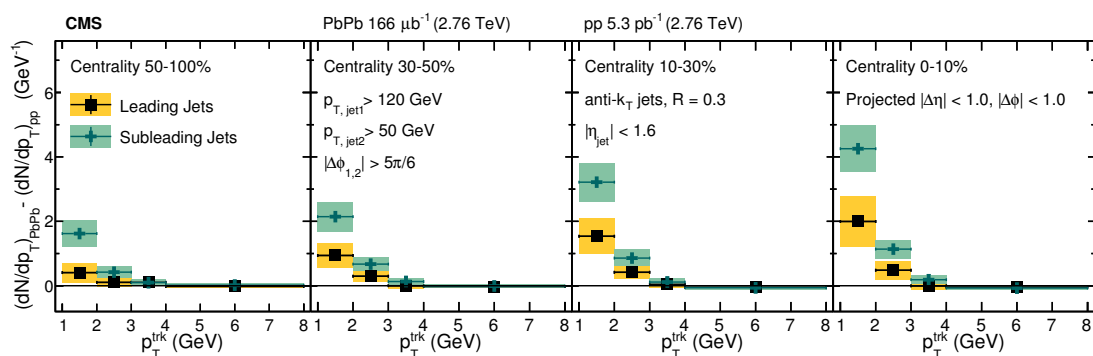 CMS PbPb 166 μb⁻¹ (2.76 TeV) pp 5.3 pb⁻¹ (2.76 TeV)
(dN/dp_T)_PbPb - (dN/dp_T)_pp (GeV⁻¹)
6
4
2
0
Centrality 50-100%
Leading Jets
Subleading Jets
1 2 3 4 5 6 7 8
p_T^trk (GeV)
Centrality 30-50%
p_T, jet1 > 120 GeV
p_T, jet2 > 50 GeV
|Δϕ_1,2| > 5π/6
1 2 3 4 5 6 7 8
p_T^trk (GeV)
Centrality 10-30%
anti-k_T jets, R = 0.3
|η_jet| < 1.6
1 2 3 4 5 6 7 8
p_T^trk (GeV)
Centrality 0-10%
Projected |Δη| < 1.0, |Δϕ| < 1.0
1 2 3 4 5 6 7 8
p_T^trk (GeV)